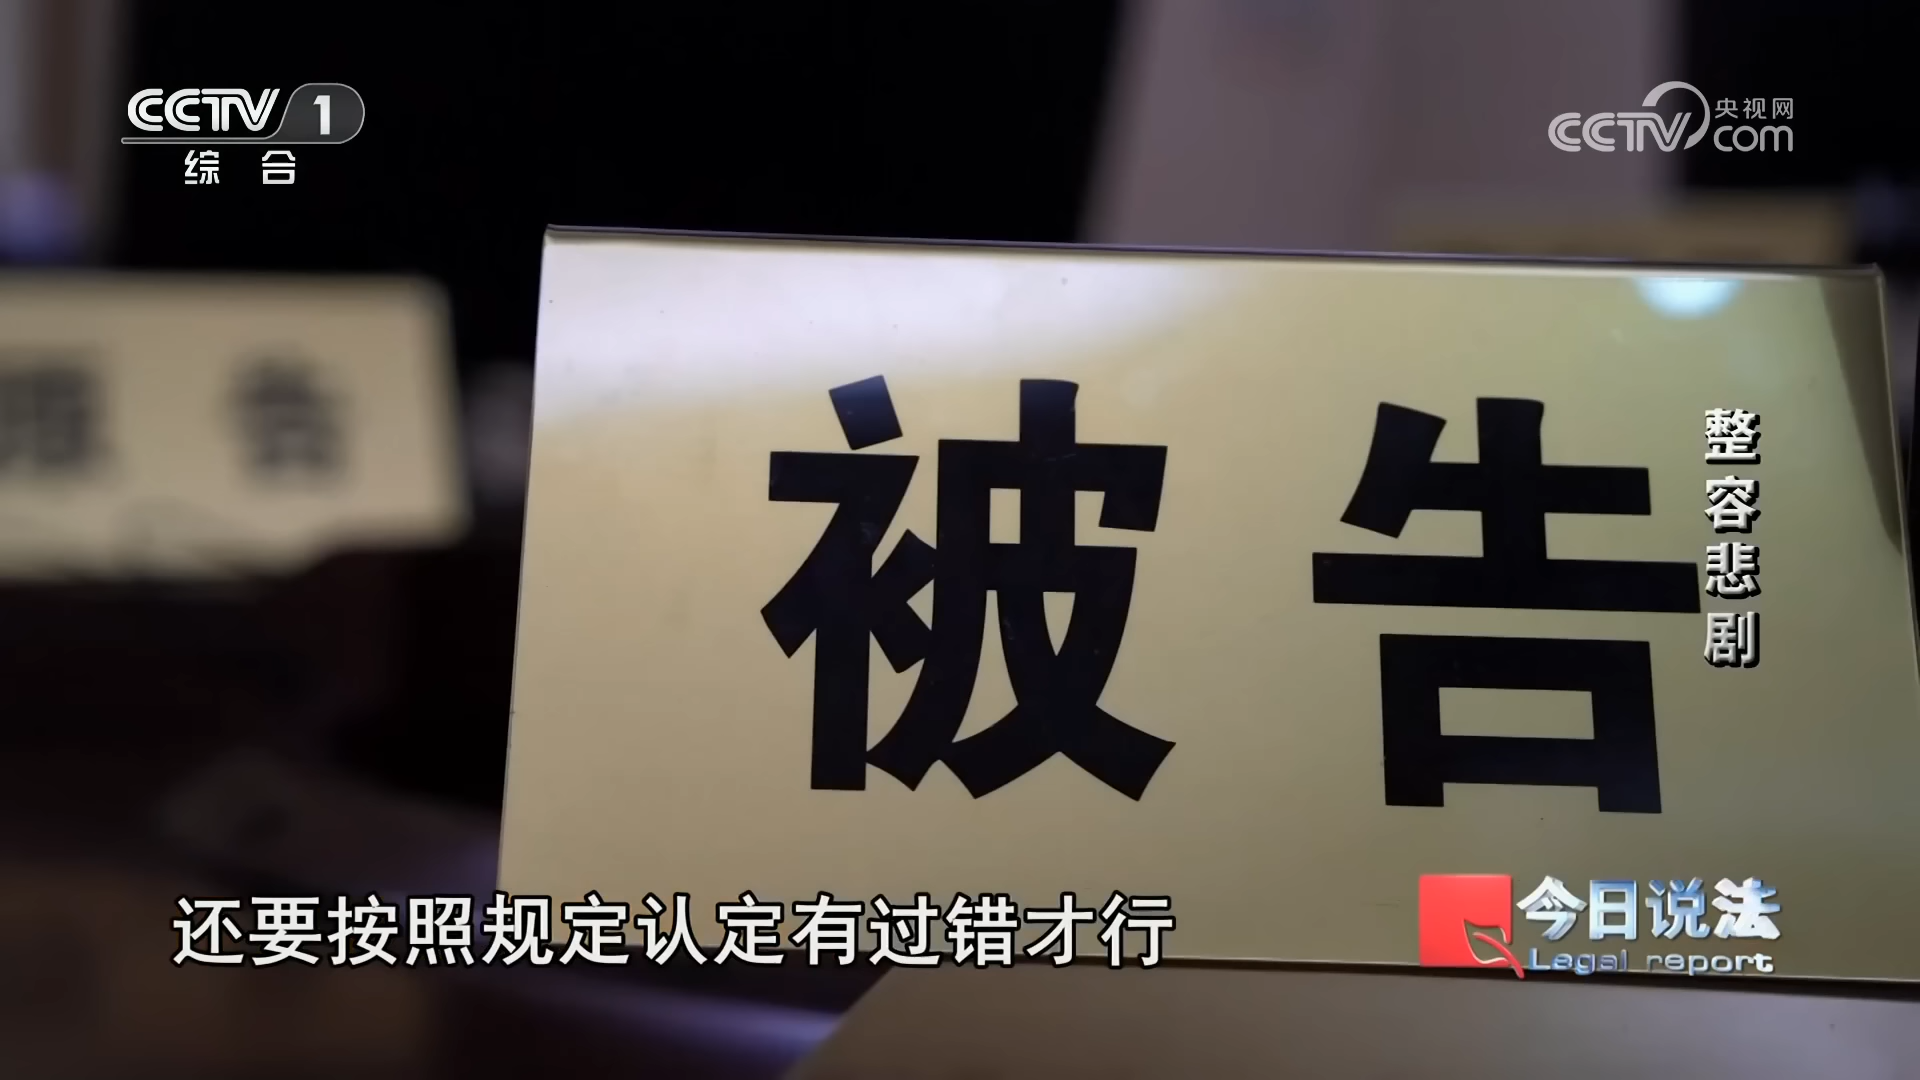 CCTV 1
综合
央视网
CCTV com
被告
整容悲剧
还要按照规定认定有过错才行
今日说法
Legal report